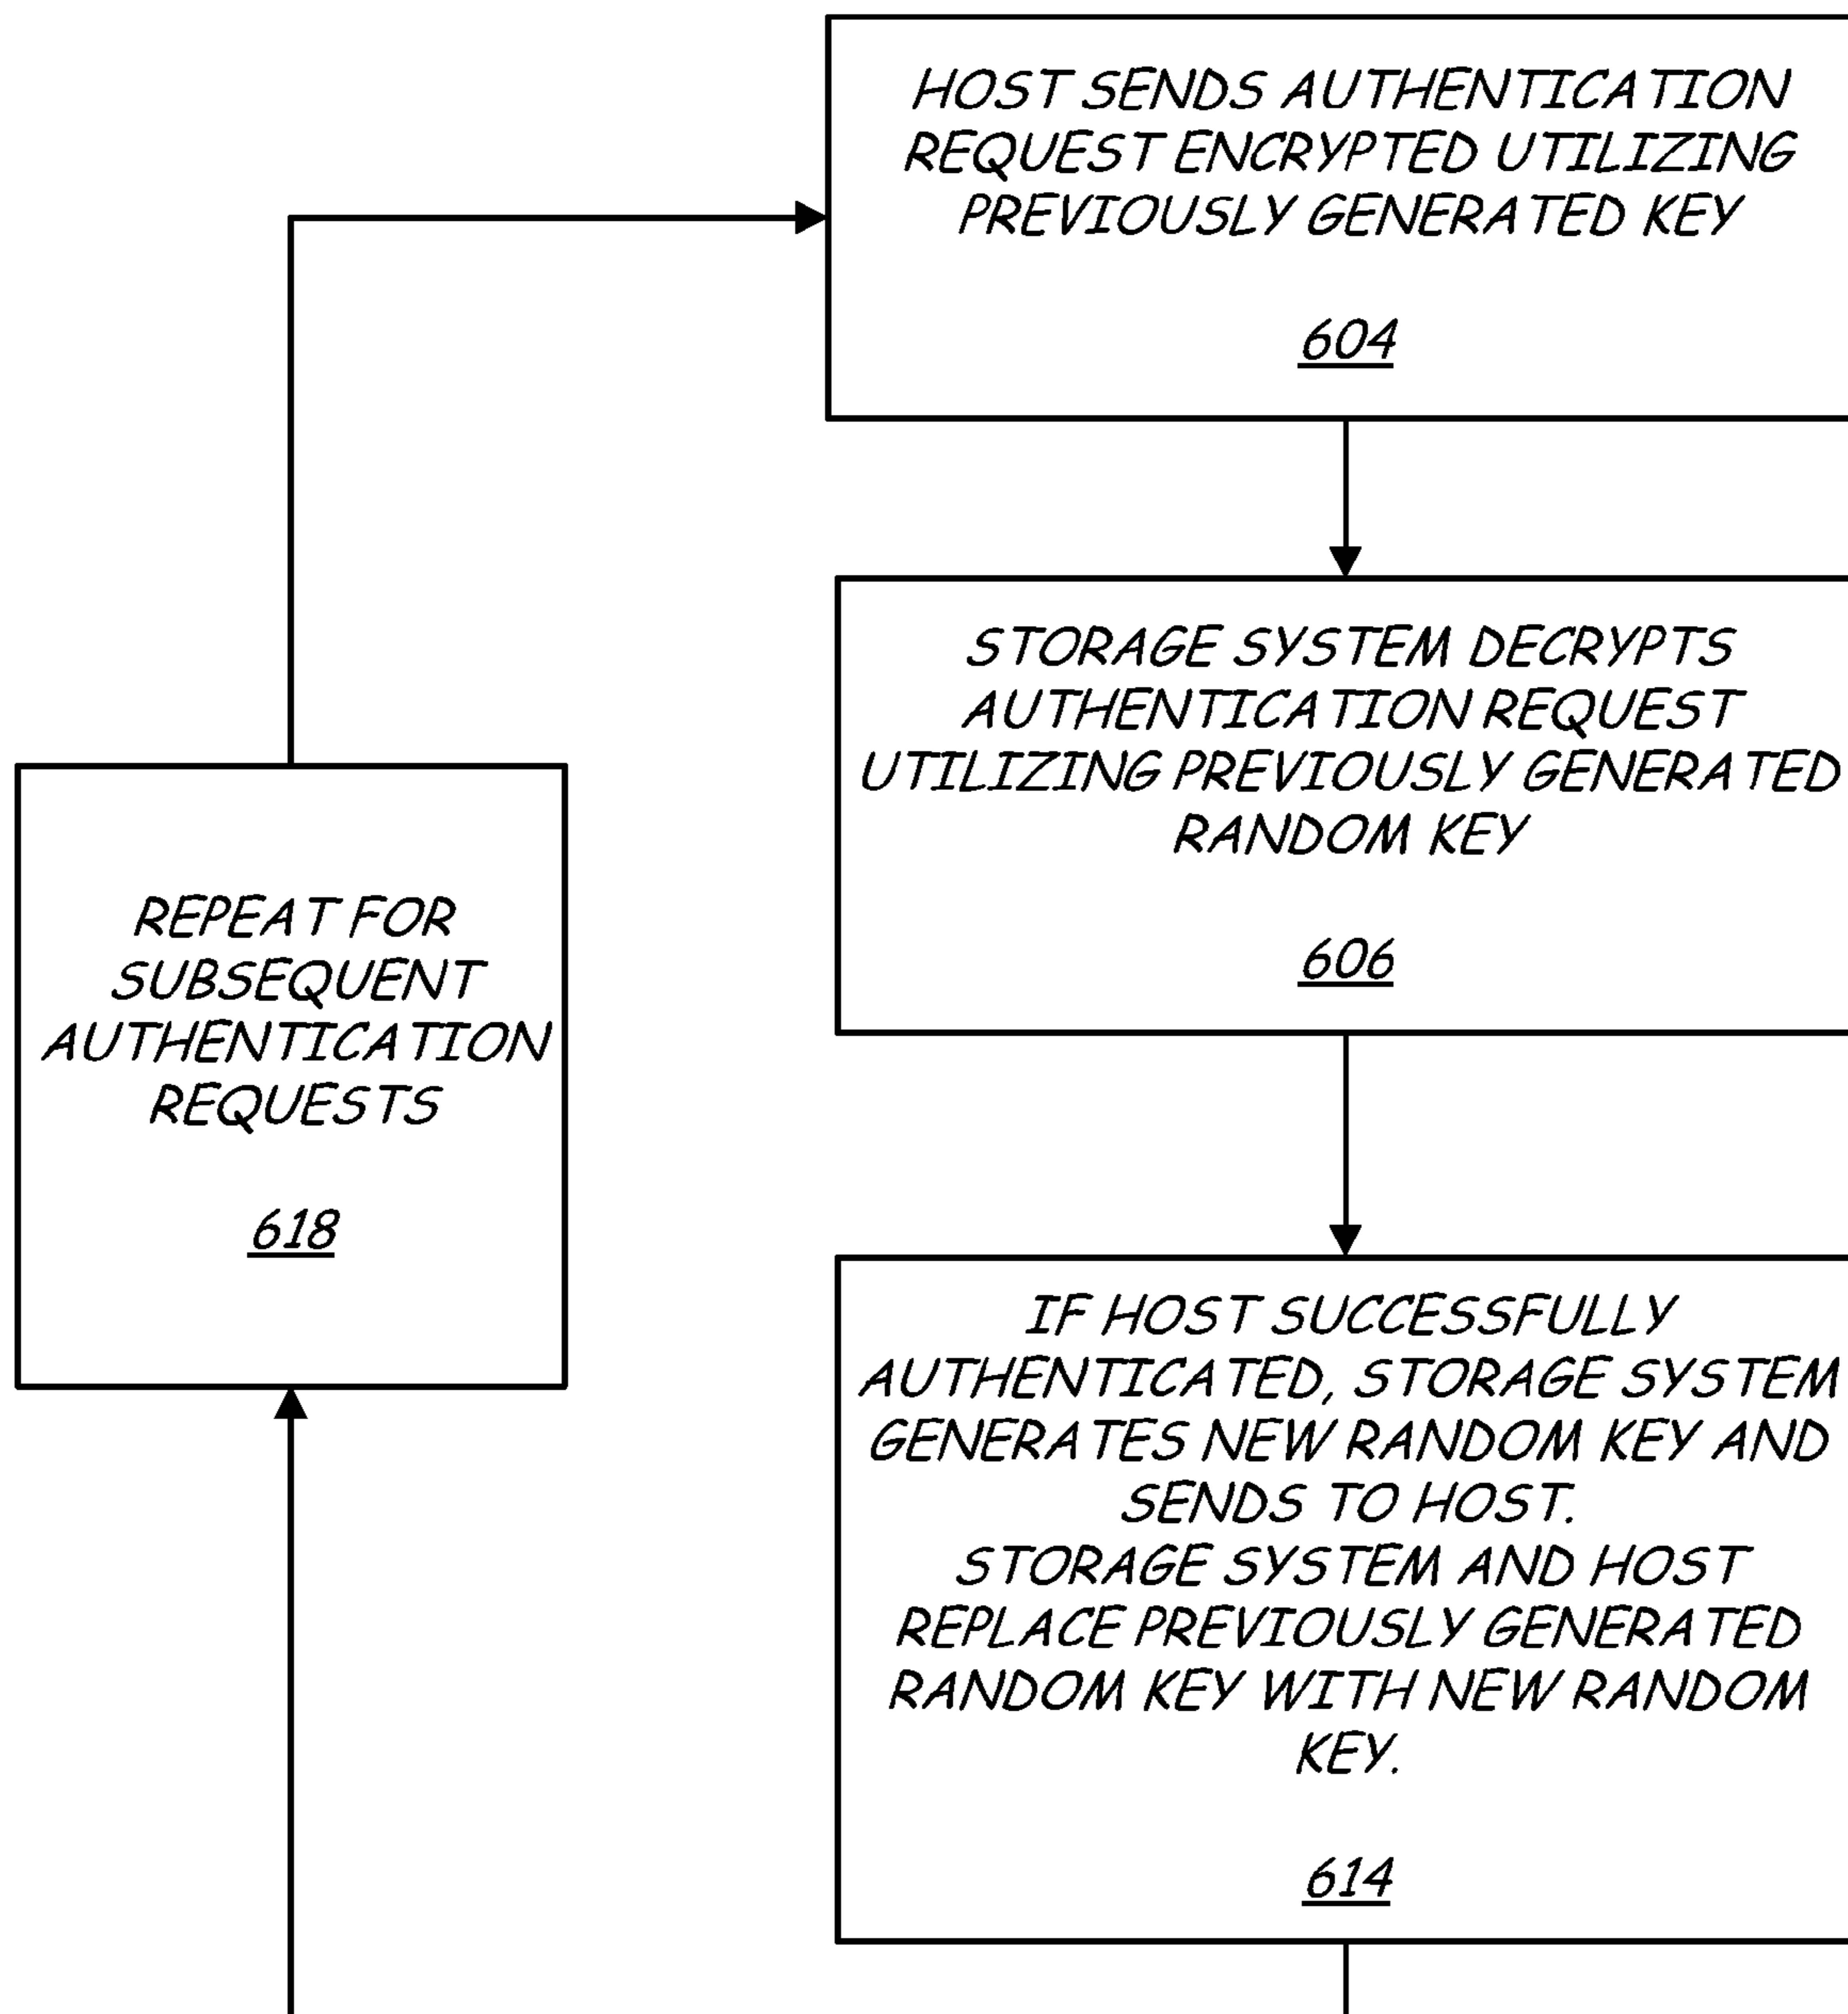 HOST SENDS AUTHENTICATION
REQUEST ENCRYPTED UTILIZING
PREVIOUSLY GENERATED KEY
604
STORAGE SYSTEM DECRYPTS
AUTHENTICATION REQUEST
UTILIZING PREVIOUSLY GENERATED
RANDOM KEY
606
REPEAT FOR
SUBSEQUENT
AUTHENTICATION
REQUESTS
618
IF HOST SUCCESSFULLY
AUTHENTICATED, STORAGE SYSTEM
GENERATES NEW RANDOM KEY AND
SENDS TO HOST.
STORAGE SYSTEM AND HOST
REPLACE PREVIOUSLY GENERATED
RANDOM KEY WITH NEW RANDOM
KEY.
614